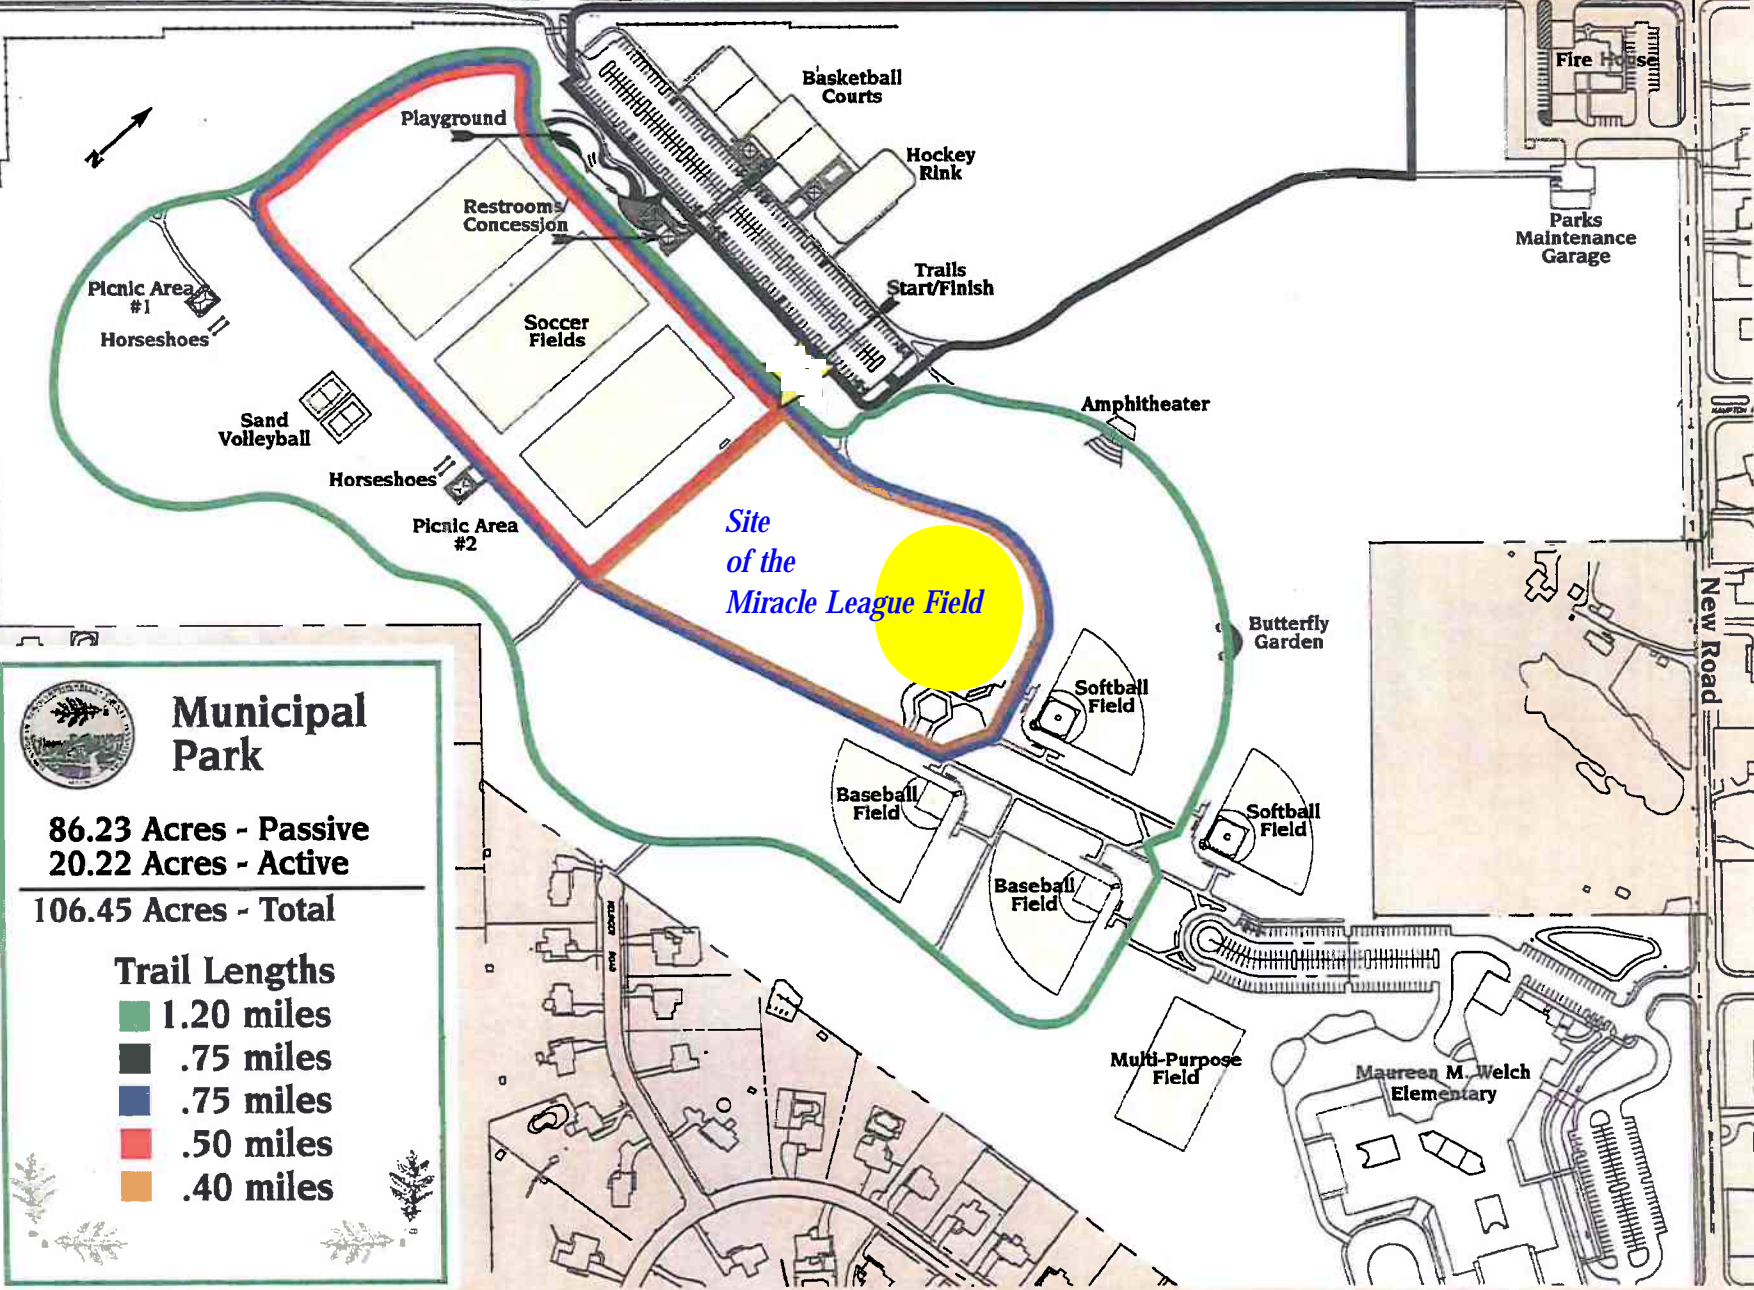 Fire House
Basketball
Courts
Playground
Hockey
Rink
N
Restrooms/
Concession
Parks
Maintenance
Garage
Trails
Start/Finish
Picnic Area
#1
Horseshoes
Soccer
Fields
Amphitheater
HAMPTON
Sand
Volleyball
Horseshoes
Picnic Area
#2
Site
of the
Miracle League Field
New Road
Butterfly
Garden
Softball
Field
Baseball
Field
Softball
Field
Baseball
Field
Multi-Purpose
Field
Maureen M. Welch
Elementary
ROAD
Municipal
Park
86.23 Acres - Passive
20.22 Acres - Active
106.45 Acres - Total
Trail Lengths
1.20 miles
.75 miles
.75 miles
.50 miles
.40 miles